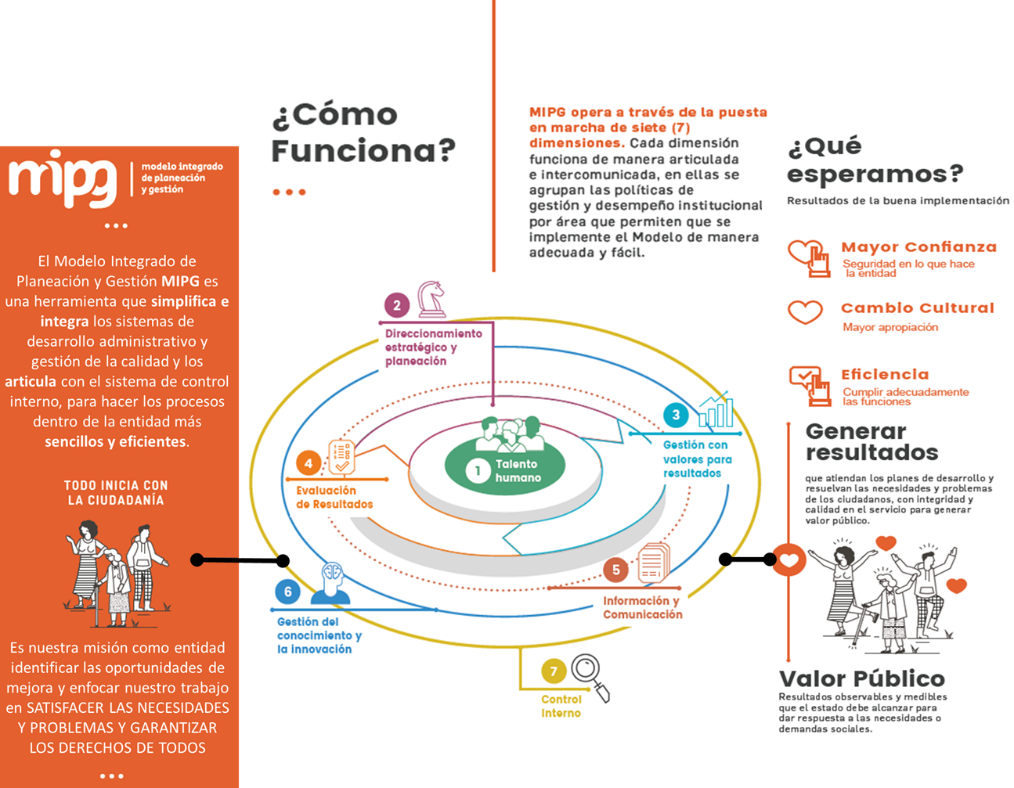 mipg
modelo integrado
de planeación
y gestión
El Modelo Integrado de
Planeación y Gestión MIPG es
una herramienta que simplifica e
integra los sistemas de
desarrollo administrativo y
gestión de la calidad y los
articula con el sistema de control
interno, para hacer los procesos
dentro de la entidad más
sencillos y eficientes.
TODO INICIA CON
LA CIUDADANÍA
Es nuestra misión como entidad
identificar las oportunidades de
mejora y enfocar nuestro trabajo
en SATISFACER LAS NECESIDADES
Y PROBLEMAS Y GARANTIZAR
LOS DERECHOS DE TODOS
¿Cómo
Funciona?
MIPG opera a través de la puesta
en marcha de siete (7)
dimensiones. Cada dimensión
funciona de manera articulada
e intercomunicada, en ellas se
agrupan las políticas de
gestión y desempeño institucional
por área que permiten que se
implemente el Modelo de manera
adecuada y fácil.
1
Talento
humano
2
Direccionamiento
estratégico y
planeación
3
Gestión con
valores para
resultados
4
Evaluación
de Resultados
5
Información y
Comunicación
6
Gestión del
conocimiento y
la innovación
7
Control
Interno
¿Qué
esperamos?
Resultados de la buena implementación
Mayor Confianza
Seguridad en lo que hace
la entidad
Cambio Cultural
Mayor apropiación
Eficiencia
Cumplir adecuadamente
las funciones
Generar
resultados
que atiendan los planes de desarrollo y
resuelvan las necesidades y problemas
de los ciudadanos, con integridad y
calidad en el servicio para generar
valor público.
Valor Público
Resultados observables y medibles
que el estado debe alcanzar para
dar respuesta a las necesidades o
demandas sociales.